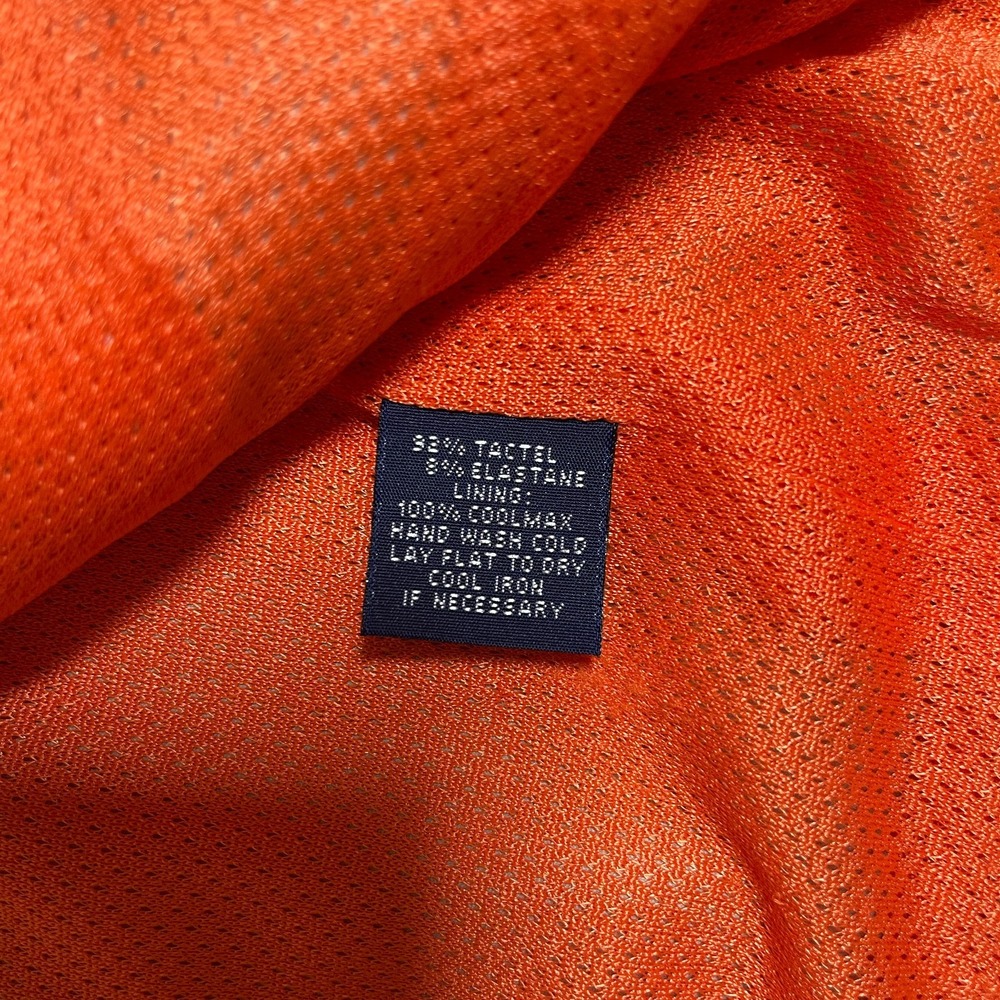 92% TACTEL
8% ELASTANE
LINING:
100% COOLMAX
HAND WASH COLD
LAY FLAT TO DRY
COOL IRON
IF NECESSARY